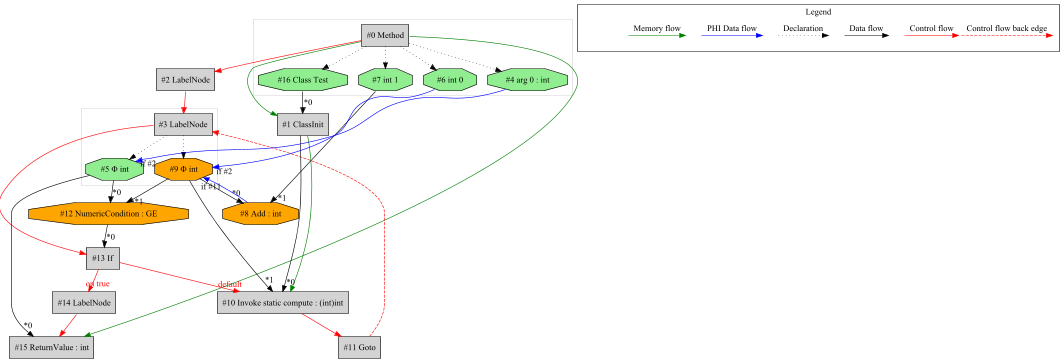 Legend
Memory flow
PHI Data flow
Declaration
Data flow
Control flow
Control flow back edge
#0 Method
#2 LabelNode
#16 Class Test
#7 int 1
#6 int 0
#4 arg 0 : int
*0
#3 LabelNode
#1 ClassInit
if #2
if #2
#5 Φ int
#9 Φ int
if #11
*0
*1
*0
*1
#12 NumericCondition : GE
#8 Add : int
*0
#13 If
on true
default
*1
*0
#14 LabelNode
#10 Invoke static compute : (int)int
*0
#15 ReturnValue : int
#11 Goto